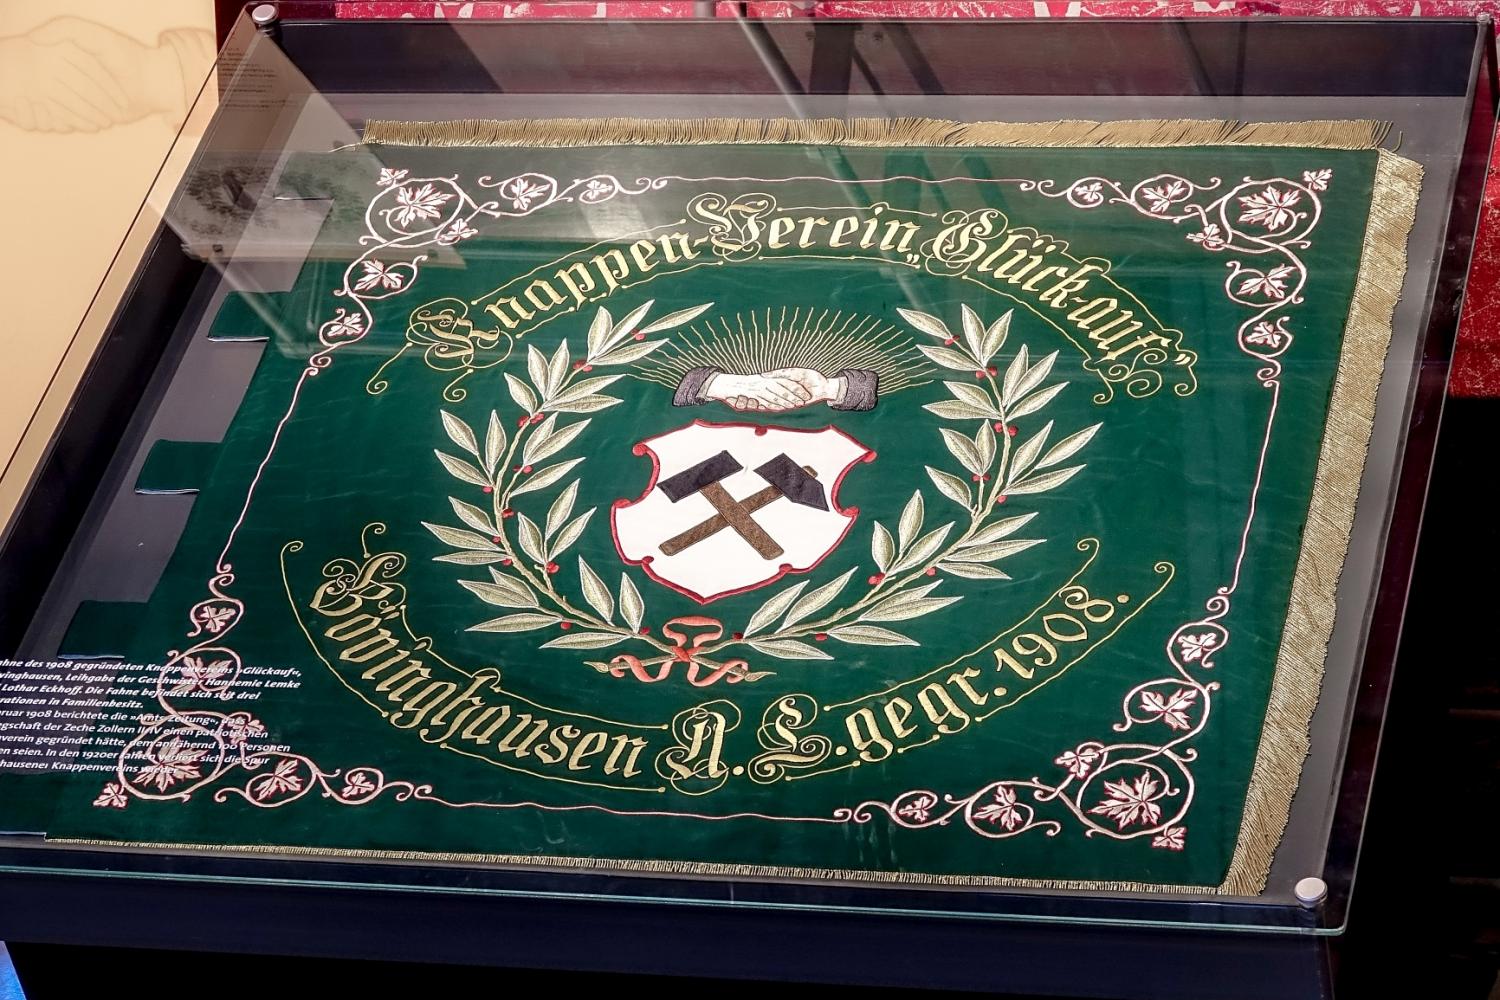 Knappen-Verein „Glück-auf"
Bövinghausen A. L. gegr. 1908.
ahne des 1908 gegründeten Knappenvereins »Glückauf«,
vinghausen, Leihgabe der Geschwister Hannemie Lemke
Lothar Eckhoff. Die Fahne befindet sich seit drei
rationen in Familienbesitz.
ruar 1908 berichtete die »Amts-Zeitung«, dass
gschaft der Zeche Zollern II/IV einen patriotischen
verein gegründet hätte, dem annähernd 100 Personen
en seien. In den 1920er Jahren verliert sich die Spur
hausener Knappenvereins wieder.